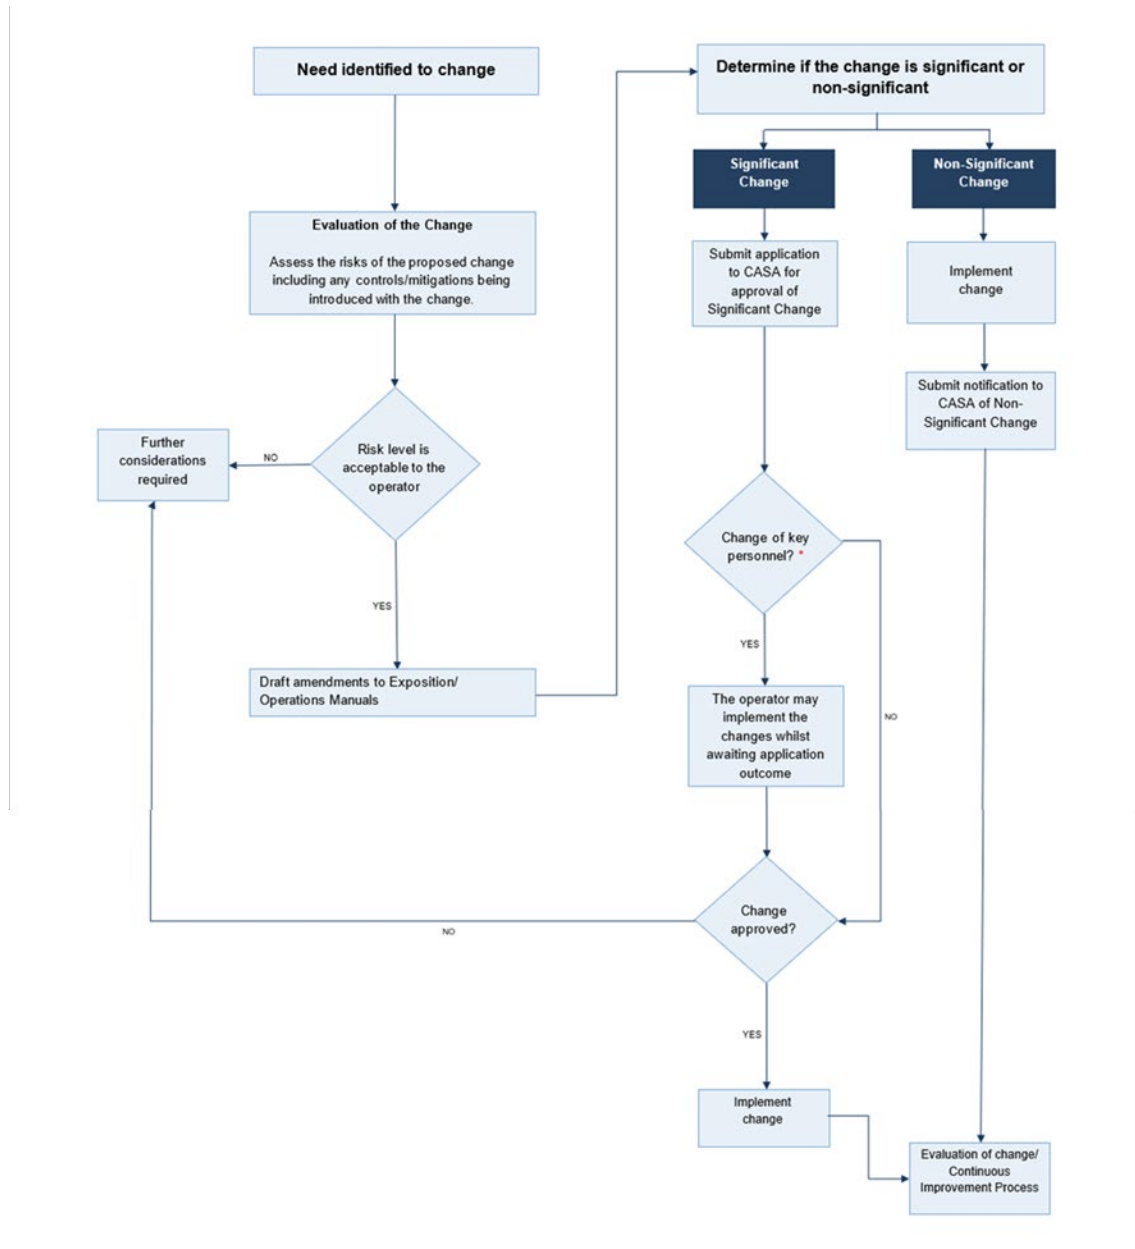 Need identified to change
Evaluation of the Change
Assess the risks of the proposed change
including any controls/mitigations being
introduced with the change.
Risk level is
acceptable to the
operator
NO
Further
considerations
required
YES
Draft amendments to Exposition/
Operations Manuals
Determine if the change is significant or
non-significant
Significant
Change
Submit application
to CASA for
approval of
Significant Change
Change of key
personnel? *
YES
NO
The operator may
implement the
changes whilst
awaiting application
outcome
Change
approved?
NO
YES
Implement
change
Non-Significant
Change
Implement
change
Submit notification to
CASA of Non-
Significant Change
Evaluation of change/
Continuous
Improvement Process